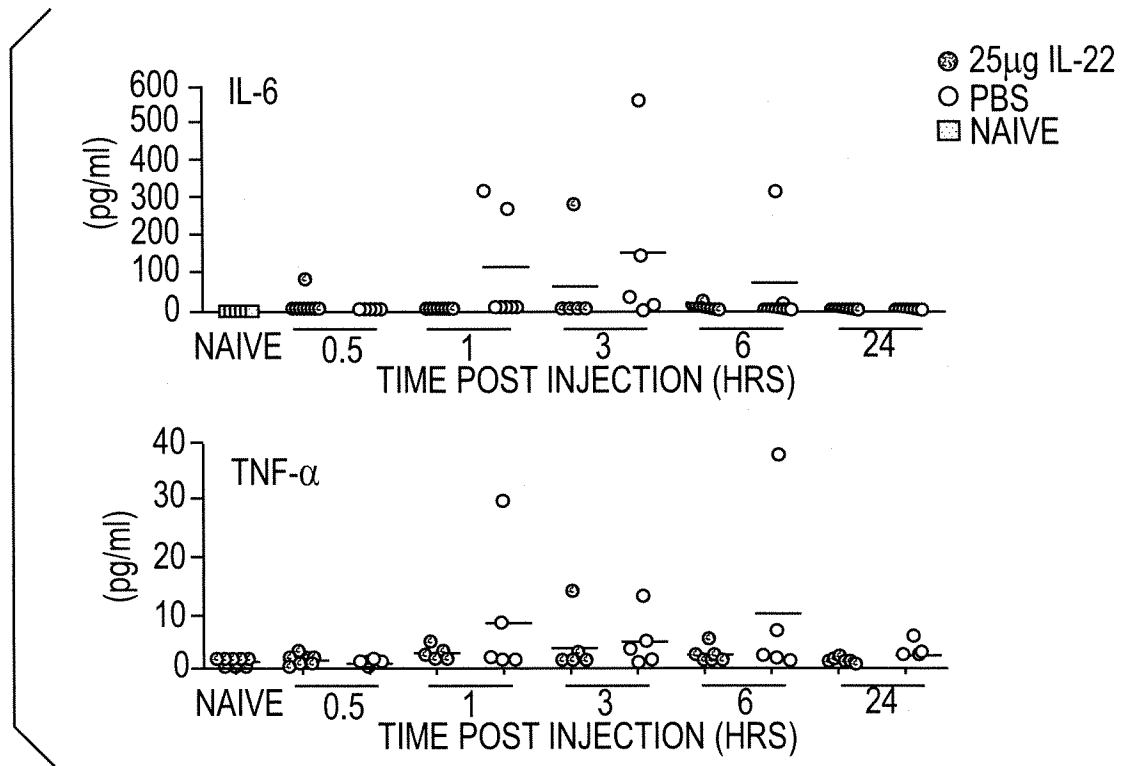 25μg IL-22
PBS
NAIVE
IL-6
(pg/ml)
600
500
400
300
200
100
0
NAIVE 0.5 1 3 6 24
TIME POST INJECTION (HRS)
TNF-α
(pg/ml)
40
30
20
10
0
NAIVE 0.5 1 3 6 24
TIME POST INJECTION (HRS)